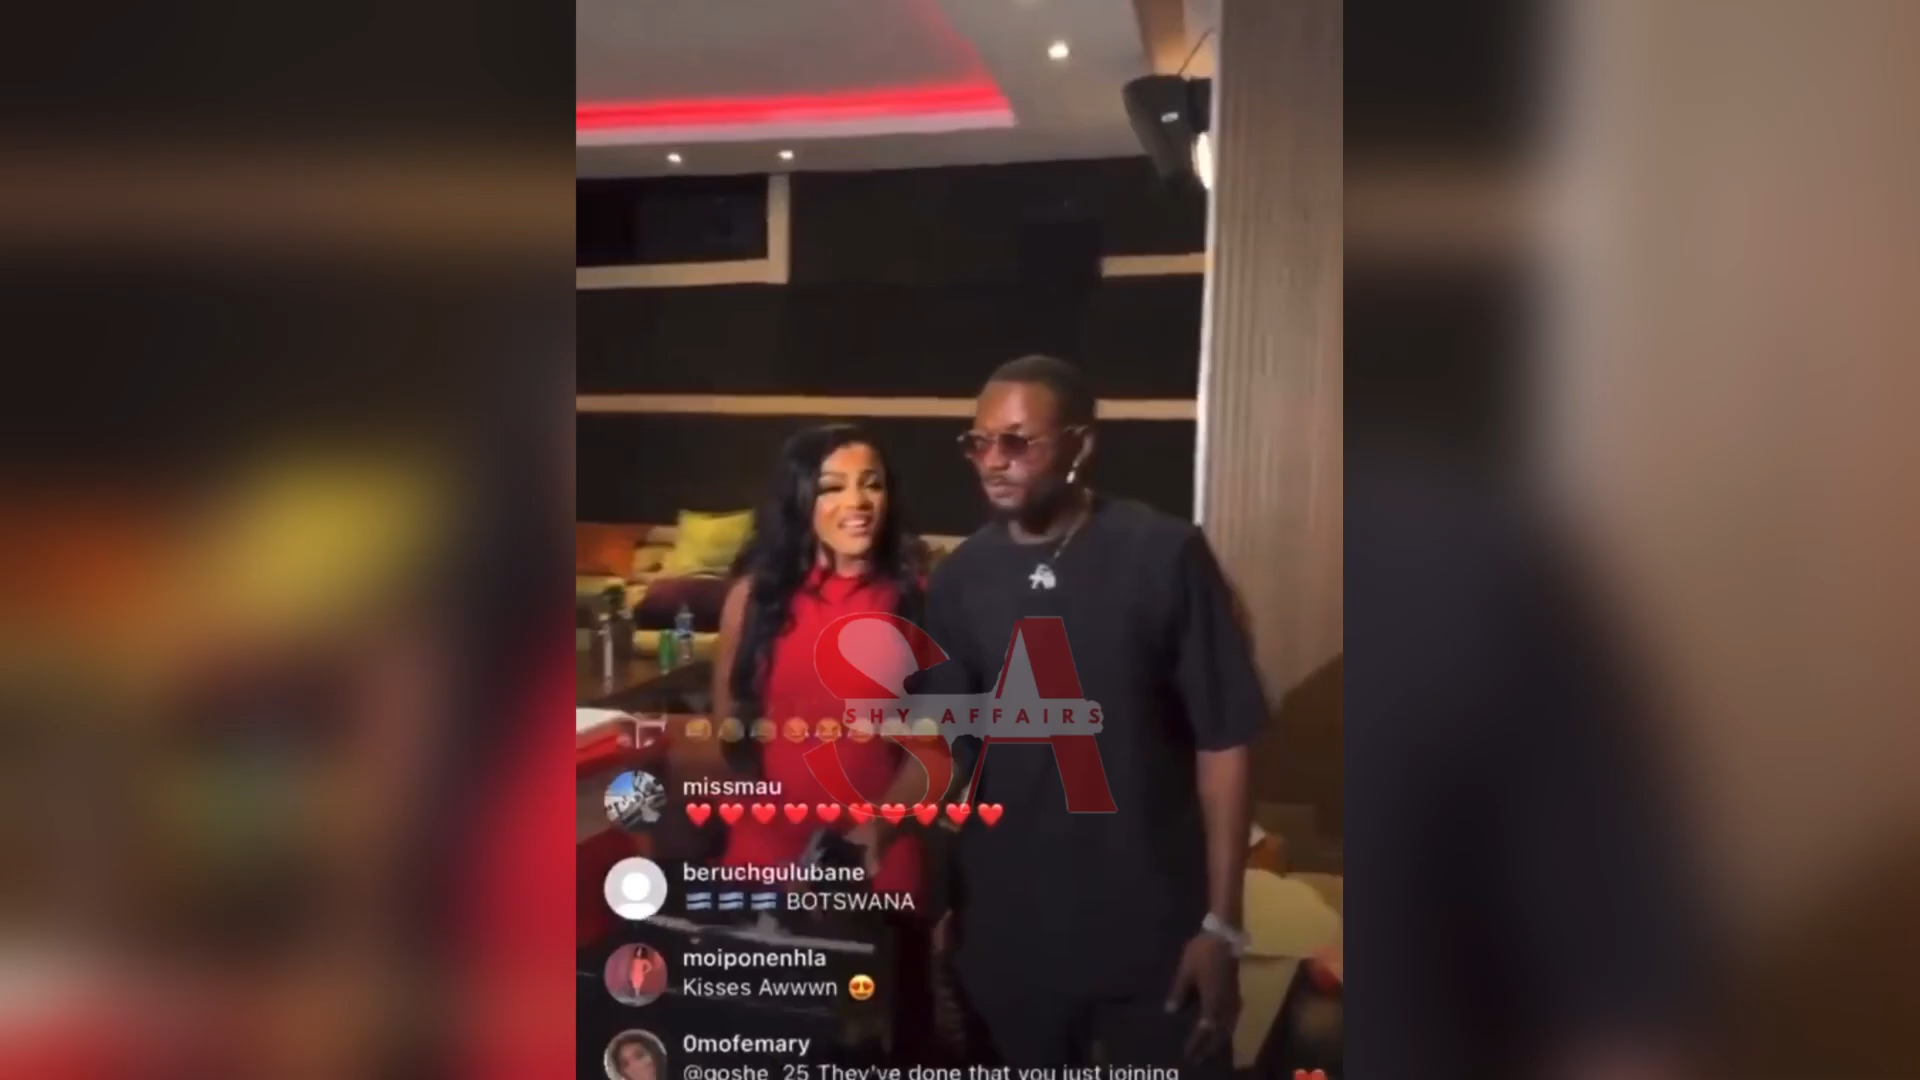 SA
SHY AFFAIRS
missmau
❤️❤️❤️❤️❤️❤️❤️❤️❤️❤️
beruchgulubane
🇧🇼🇧🇼🇧🇼 BOTSWANA
moiponenhla
Kisses Awwwn 😍
0mofemary
@goshe_25 They've done that you just joining